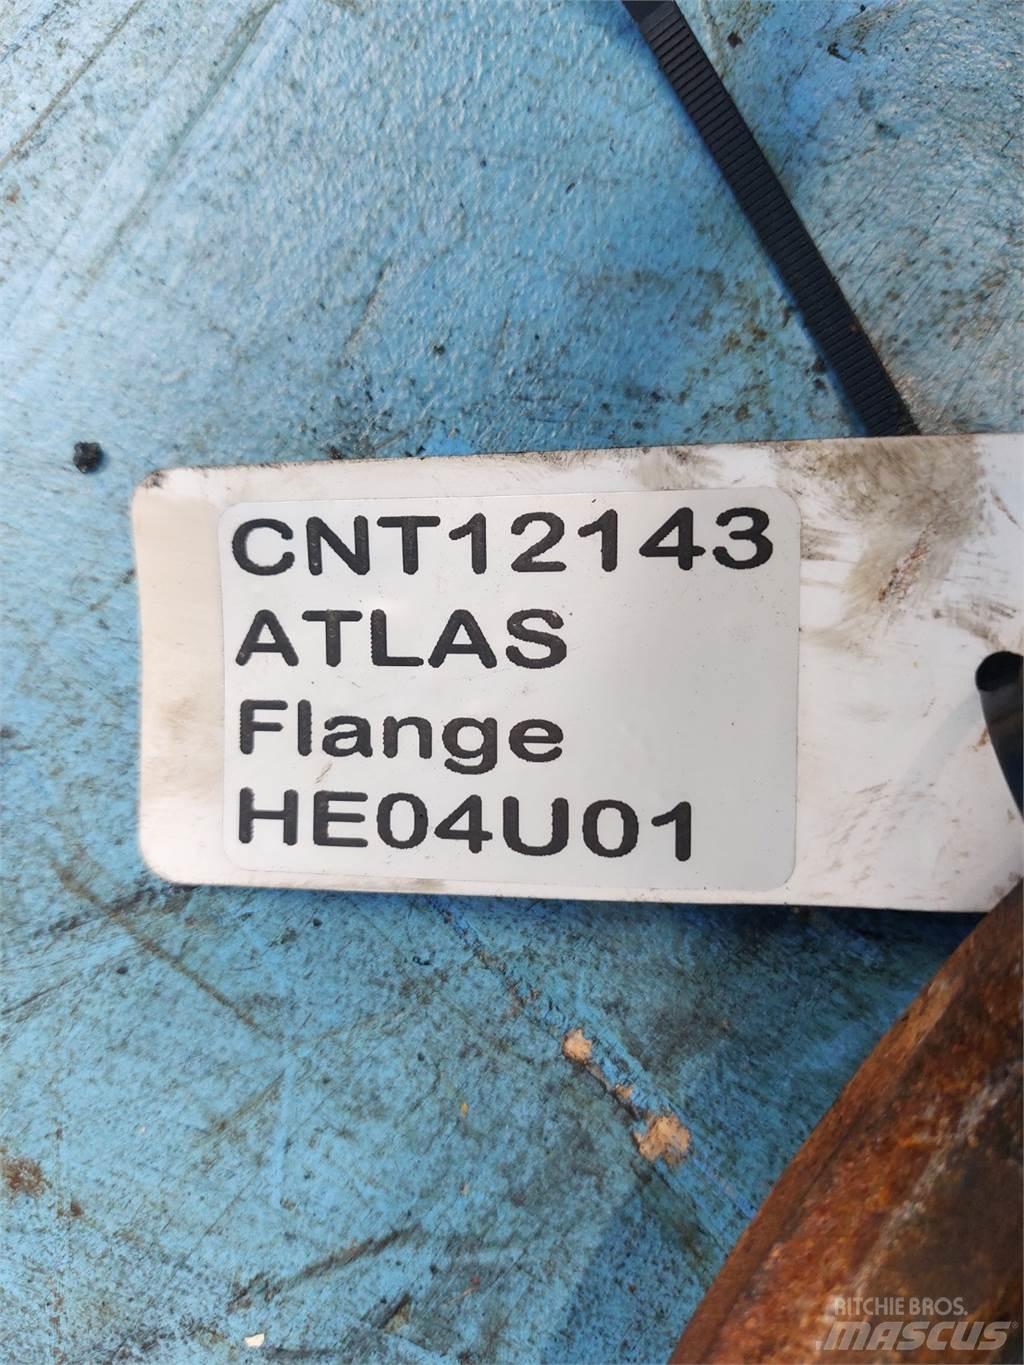 CNT12143
ATLAS
Flange
HE04U01
RITCHIE BROS.
MASCUS